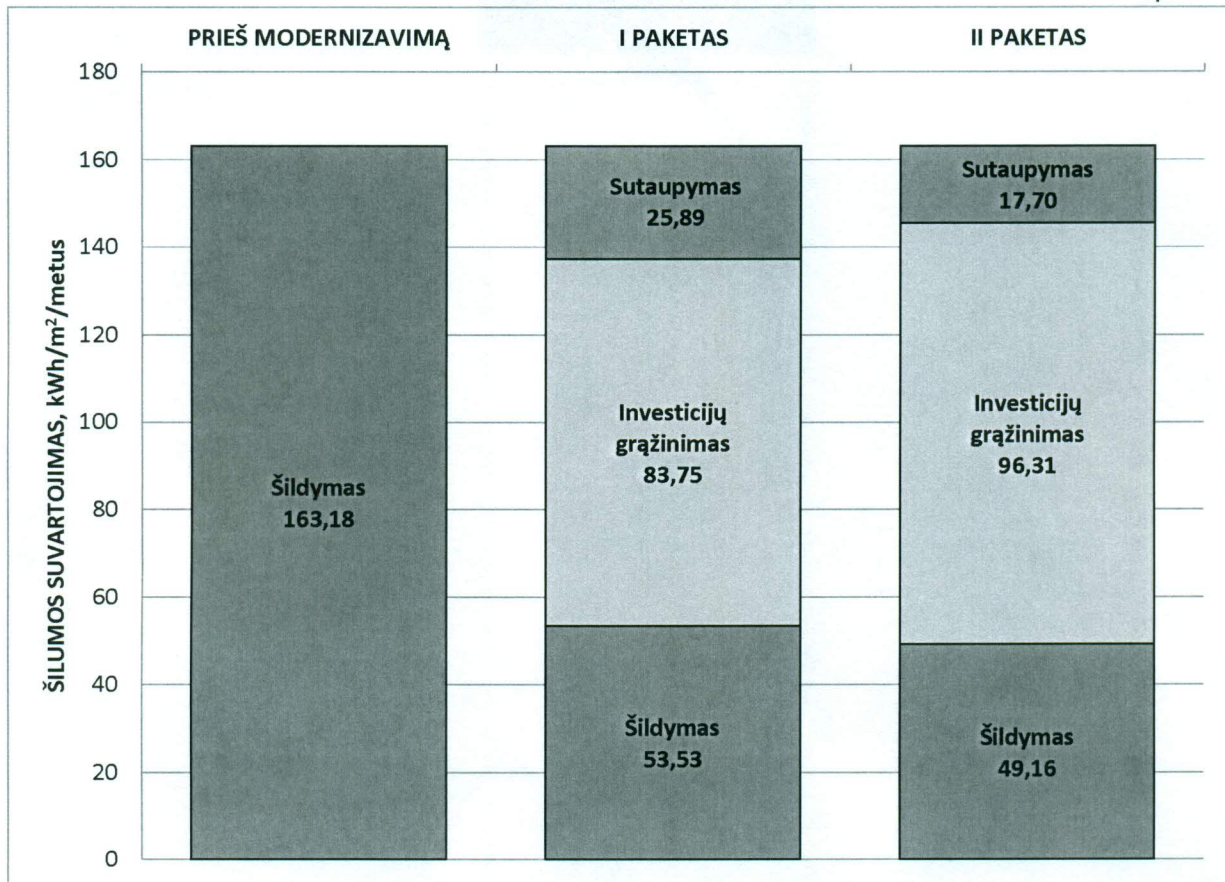 PRIEŠ MODERNIZAVIMĄ
I PAKETAS
II PAKETAS
ŠILUMOS SUVARTOJIMAS, kWh/m²/metus
180
160
140
120
100
80
60
40
20
0
Šildymas
163,18
Sutaupymas
25,89
Investicijų
grąžinimas
83,75
Šildymas
53,53
Sutaupymas
17,70
Investicijų
grąžinimas
96,31
Šildymas
49,16